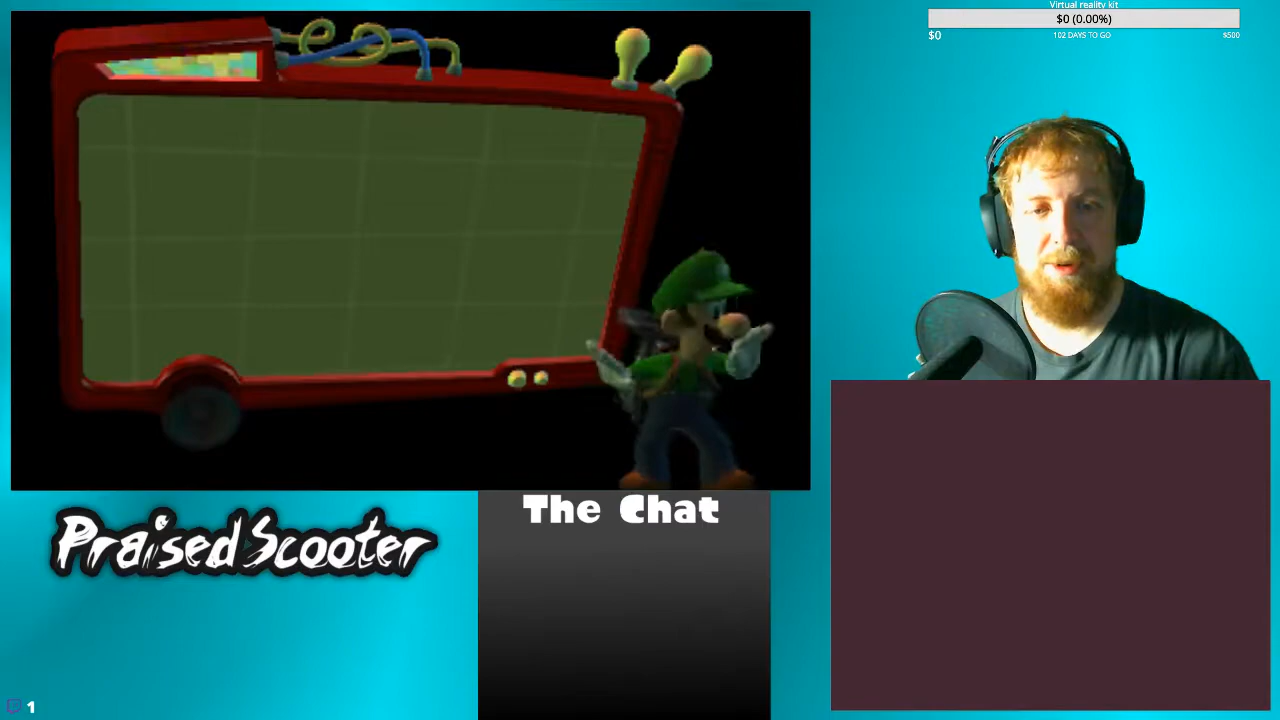 Virtual reality kit
$0 (0.00%)
$0 102 DAYS TO GO $500
The Chat
PraisedScooter
1